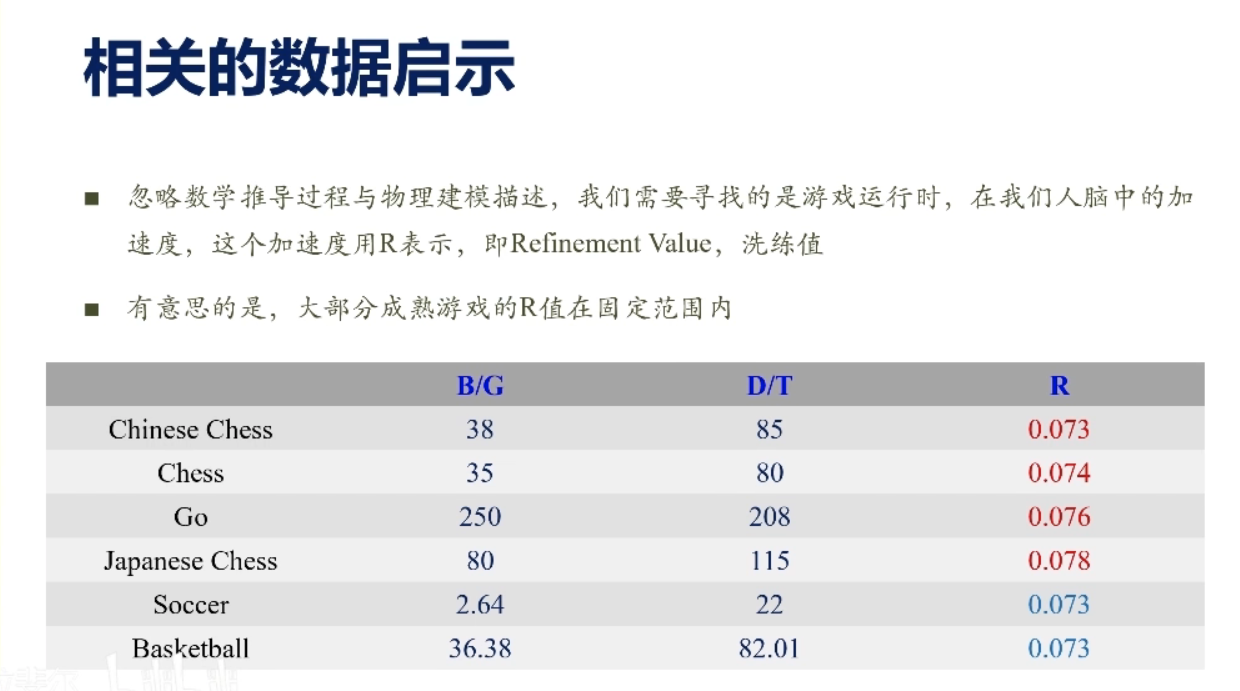 相关的数据启示
■ 忽略数学推导过程与物理建模描述，我们需要寻找的是游戏运行时，在我们人脑中的加
速度，这个加速度用R表示，即Refinement Value，洗练值
■ 有意思的是，大部分成熟游戏的R值在固定范围内
B/G D/T R
Chinese Chess 38 85 0.073
Chess 35 80 0.074
Go 250 208 0.076
Japanese Chess 80 115 0.078
Soccer 2.64 22 0.073
Basketball 36.38 82.01 0.073